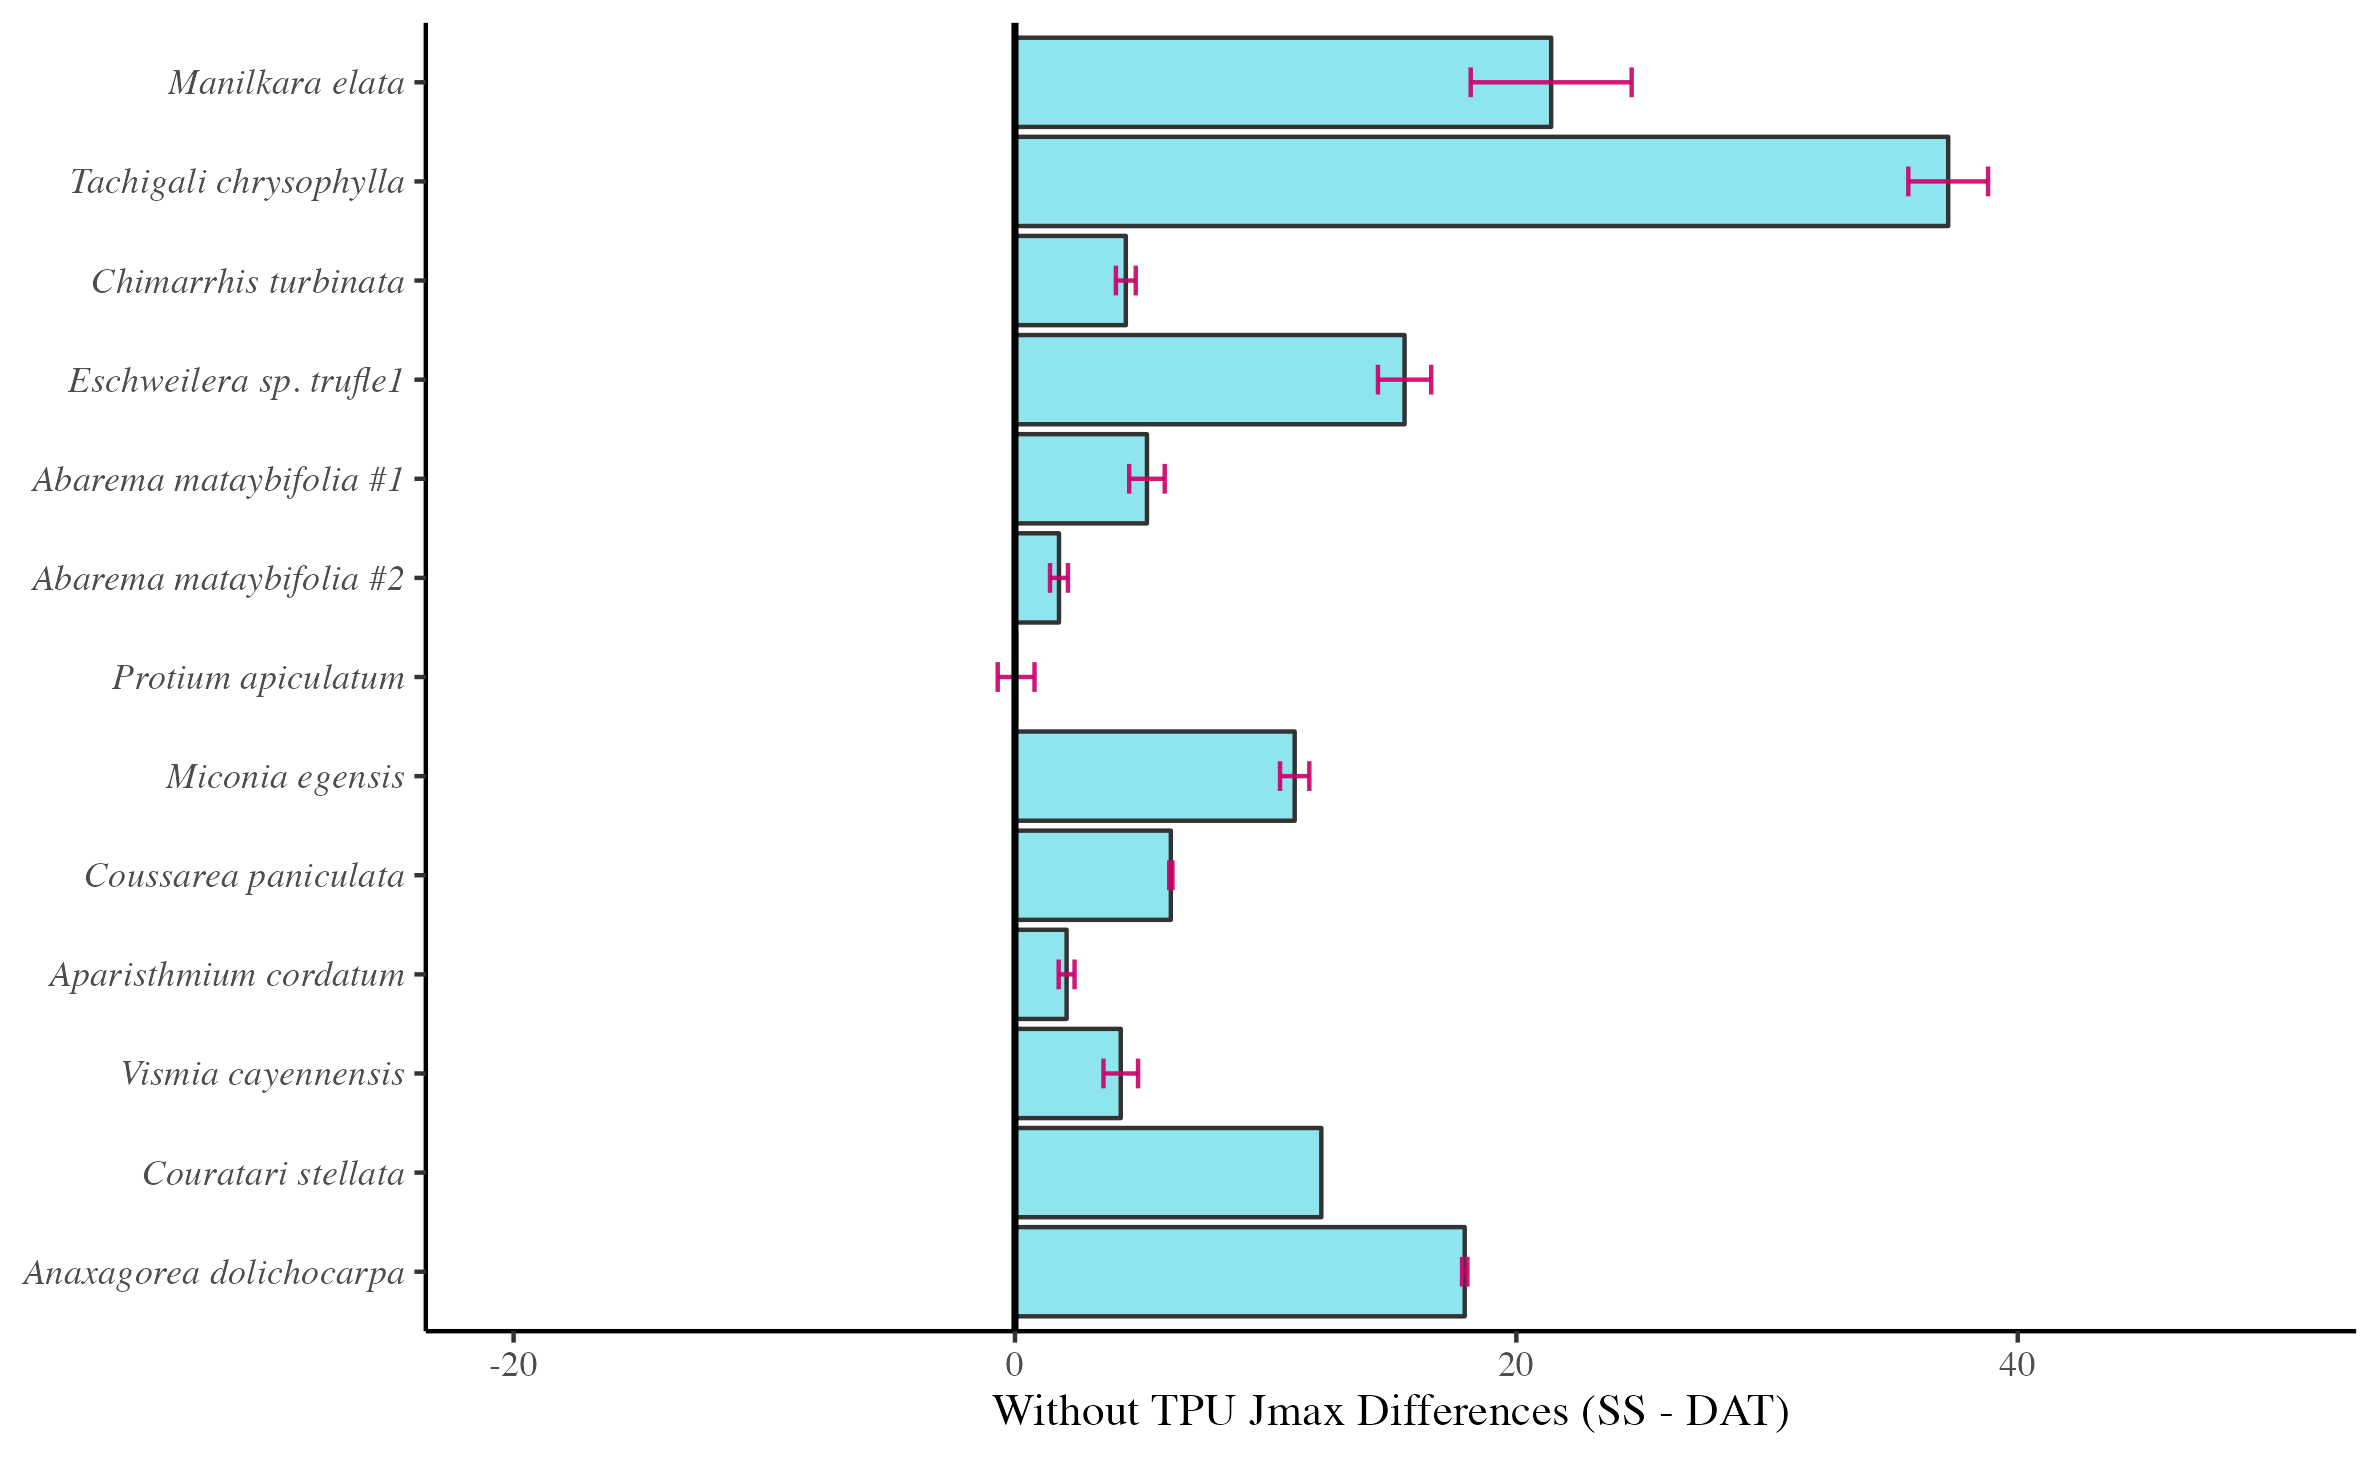 Manilkara elata
Tachigali chrysophylla
Chimarrhis turbinata
Eschweilera sp. trufle1
Abarema mataybifolia #1
Abarema mataybifolia #2
Protium apiculatum
Miconia egensis
Coussarea paniculata
Aparisthmium cordatum
Vismia cayennensis
Couratari stellata
Anaxagorea dolichocarpa
-20 0 20 40
Without TPU Jmax Differences (SS - DAT)